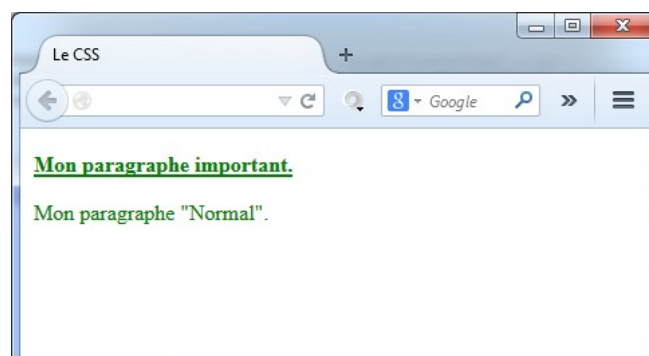 Le CSS
Google
Mon paragraphe important.
Mon paragraphe "Normal".